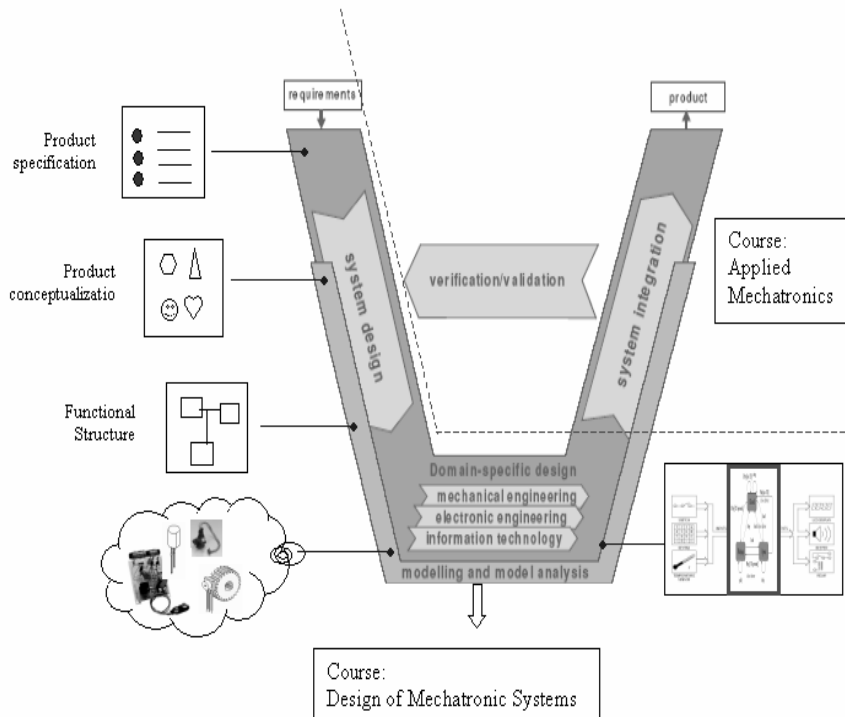 requirements
product
Product
specification
system design
system integration
verification/validation
Course:
Applied
Mechatronics
Product
conceptualizatio
Functional
Structure
Domain-specific design
mechanical engineering
electronic engineering
information technology
modelling and model analysis
Course:
Design of Mechatronic Systems